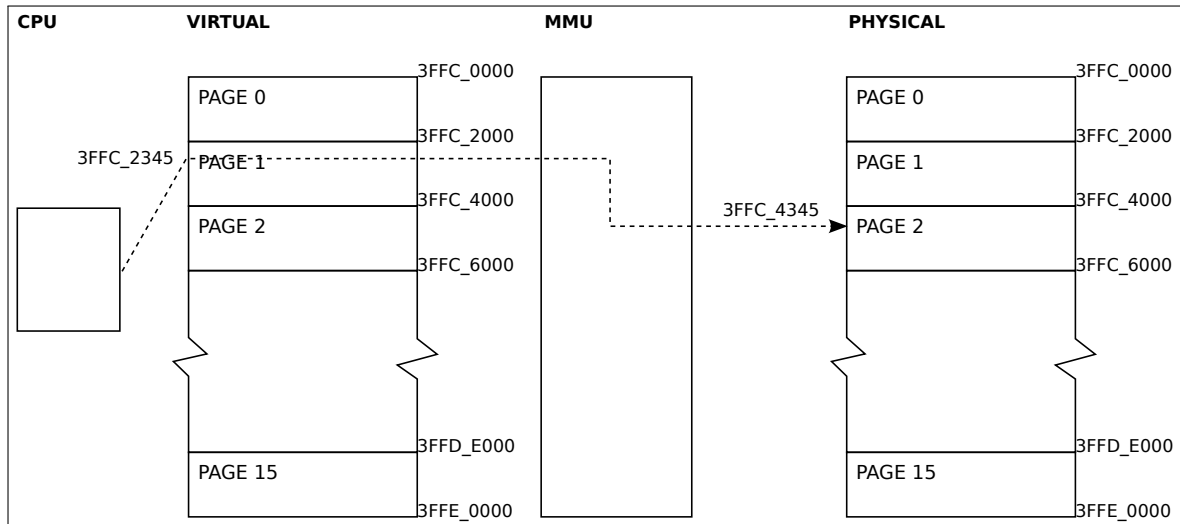 CPU VIRTUAL MMU PHYSICAL
3FFC_0000 3FFC_0000
PAGE 0 PAGE 0
3FFC_2000 3FFC_2000
3FFC_2345 PAGE 1 PAGE 1
3FFC_4000 3FFC_4000
3FFC_4345
PAGE 2 PAGE 2
3FFC_6000 3FFC_6000
3FFD_E000 3FFD_E000
PAGE 15 PAGE 15
3FFE_0000 3FFE_0000